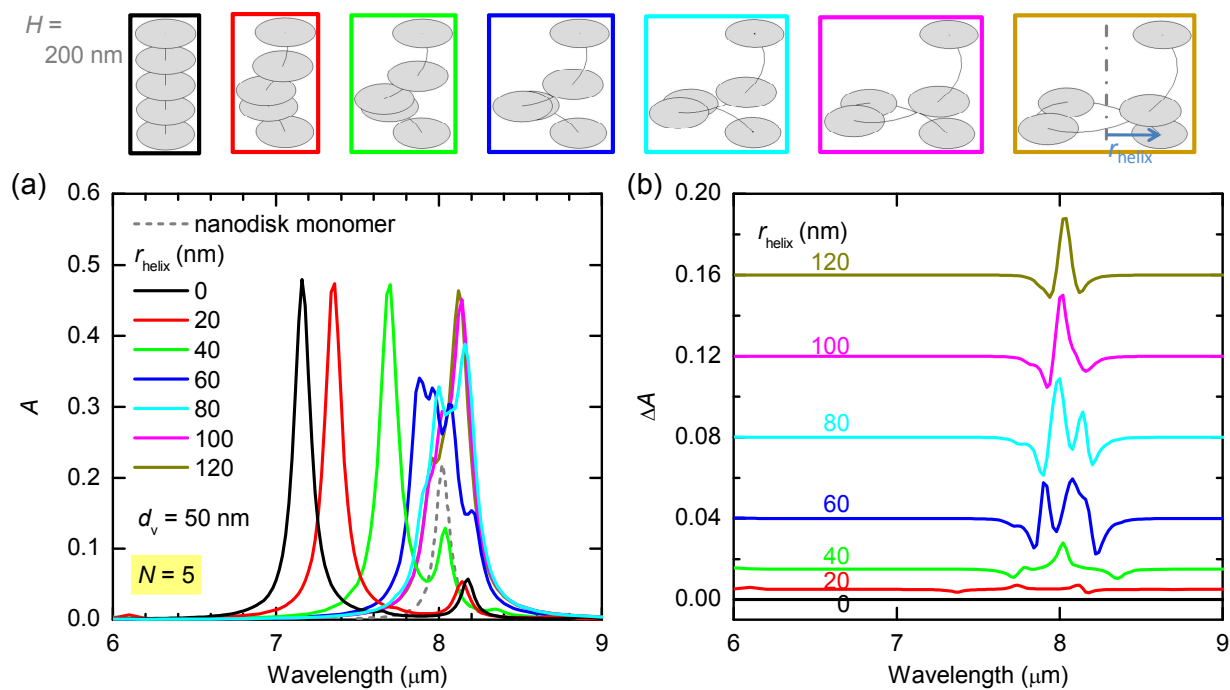 H =
200 nm
r_helix
(a)
(b)
0.6
0.5
0.4
0.3
0.2
0.1
0.0
A
nanodisk monomer
r_helix (nm)
0
20
40
60
80
100
120
d_v = 50 nm
N = 5
6
7
8
9
Wavelength (μm)
0.20
0.16
0.12
0.08
0.04
0.00
ΔA
r_helix (nm)
120
100
80
60
40
20
0
6
7
8
9
Wavelength (μm)